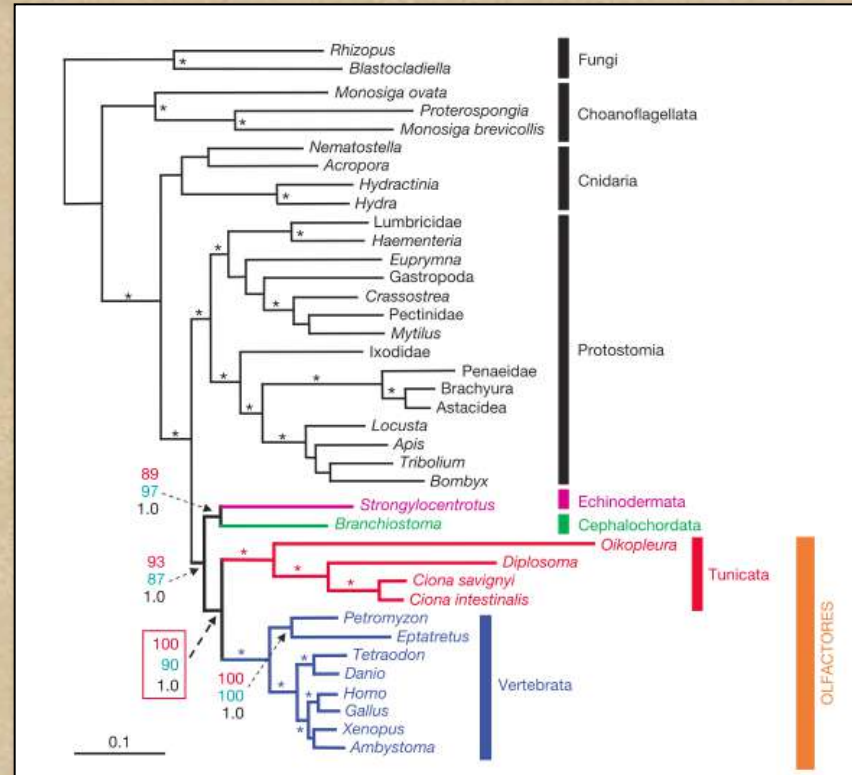 Rhizopus
Blastocladiella
Fungi
Monosiga ovata
Proterospongia
Monosiga brevicollis
Choanoflagellata
Nematostella
Acropora
Hydractinia
Hydra
Cnidaria
Lumbricidae
Haementeria
Euprymna
Gastropoda
Crassostrea
Pectinidae
Mytilus
Ixodidae
Penaeidae
Brachyura
Astacidea
Locusta
Apis
Tribolium
Bombyx
Protostomia
89
97
1.0
Strongylocentrotus
Echinodermata
Branchiostoma
Cephalochordata
93
87
1.0
Oikopleura
Diplosoma
Ciona savignyi
Ciona intestinalis
Tunicata
100
90
1.0
100
100
1.0
Petromyzon
Eptatretus
Tetraodon
Danio
Homo
Gallus
Xenopus
Ambystoma
Vertebrata
OLFACTORES
0.1